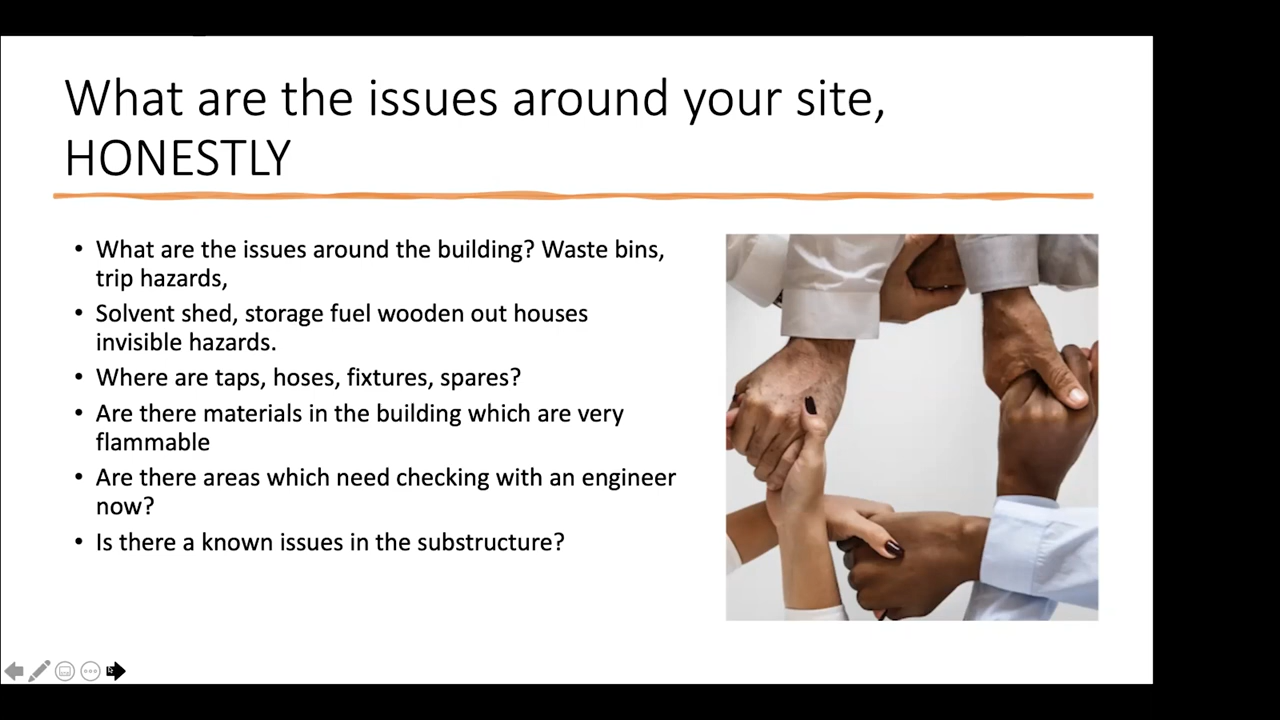 What are the issues around your site,
HONESTLY
• What are the issues around the building? Waste bins,
trip hazards,
• Solvent shed, storage fuel wooden out houses
invisible hazards.
• Where are taps, hoses, fixtures, spares?
• Are there materials in the building which are very
flammable
• Are there areas which need checking with an engineer
now?
• Is there a known issues in the substructure?